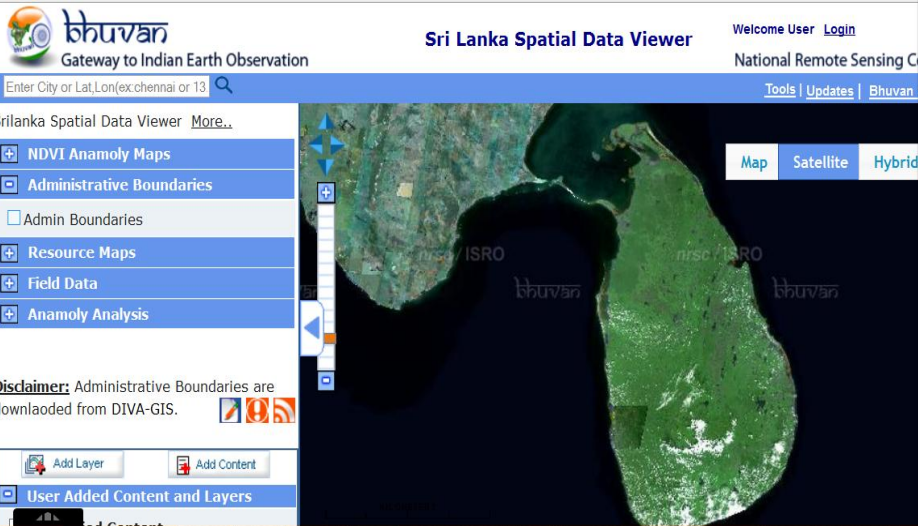 bhuvan
Gateway to Indian Earth Observation
Sri Lanka Spatial Data Viewer
Welcome User Login
National Remote Sensing
Enter City or Lat,Lon(ex:chennai or 13.
Tools | Updates | Bhuvan
Srilanka Spatial Data Viewer More..
NDVI Anamoly Maps
Administrative Boundaries
Admin Boundaries
Resource Maps
Field Data
Anamoly Analysis
Map Satellite Hybrid
nrsc/ISRO nrsc/ISRO
bhuvan bhuvan
Disclaimer: Administrative Boundaries are
downlaoded from DIVA-GIS.
Add Layer Add Content
User Added Content and Layers
Content